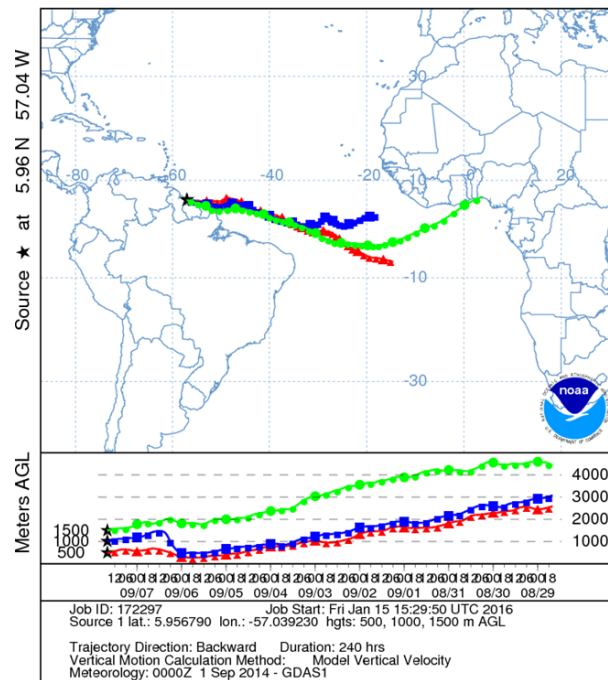 Source ★ at 5.96 N 57.04 W
30
-80
-60
-40
-20
0
20
-10
-30
noaa
Meters AGL
1500
1000
500
4000
3000
2000
1000
09/07 09/06 09/05 09/04 09/03 09/02 09/01 08/31 08/30 08/29
Job ID: 172297 Job Start: Fri Jan 15 15:29:50 UTC 2016
Source 1 lat.: 5.956790 lon.: -57.039230 hgts: 500, 1000, 1500 m AGL
Trajectory Direction: Backward Duration: 240 hrs
Vertical Motion Calculation Method: Model Vertical Velocity
Meteorology: 0000Z 1 Sep 2014 - GDAS1